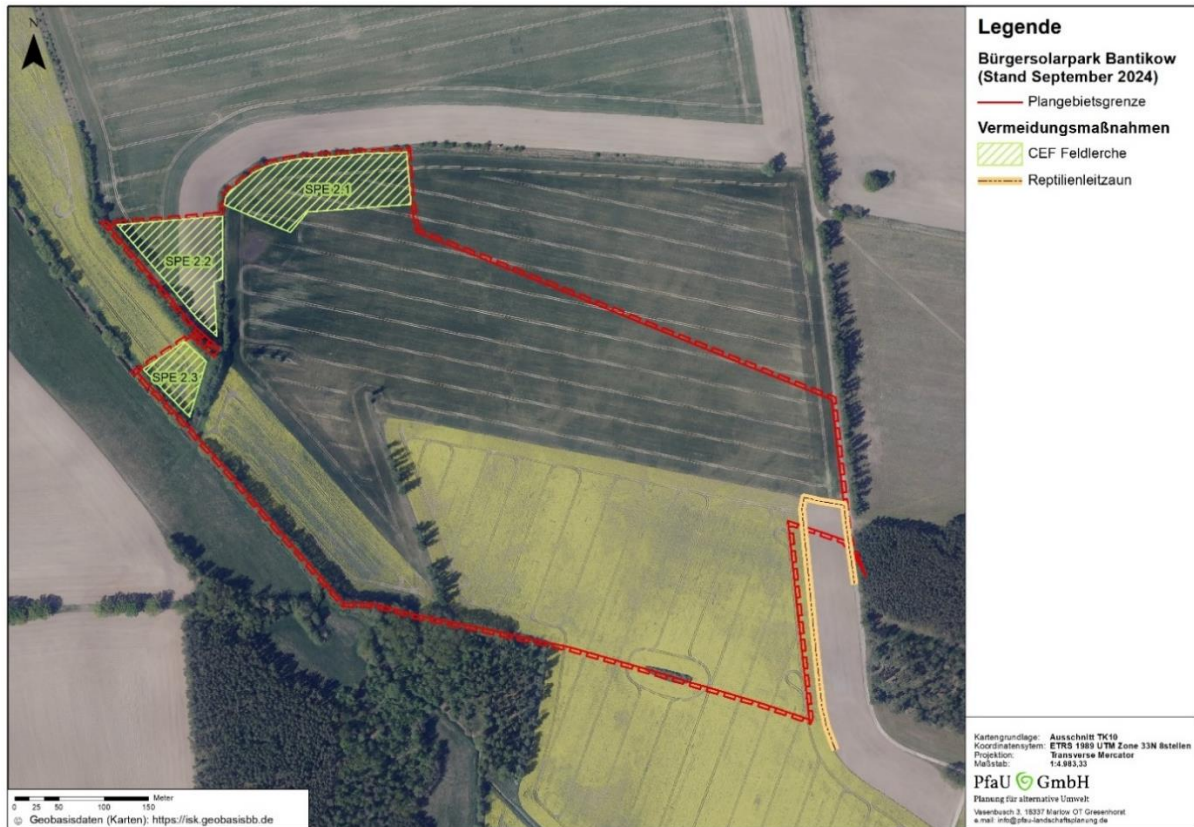 N
SPE 2.1
SPE 2.2
SPE 2.3
0 25 50 100 150 Meter
© Geobasisdaten (Karten): https://isk.geobasisbb.de
Legende
Bürgersolarpark Bantikow
(Stand September 2024)
Plangebietsgrenze
Vermeidungsmaßnahmen
CEF Feldlerche
Reptilienleitzaun
Kartengrundlage: Ausschnitt TK10
Koordinatensytem: ETRS 1989 UTM Zone 33N 8stellen
Projektion: Transverse Mercator
Maßstab: 1:4.983,33
PfaU GmbH
Planung für alternative Umwelt
Vasenbusch 3, 18337 Marlow OT Gresenhorst
e-mail: info@pfau-landschaftsplanung.de